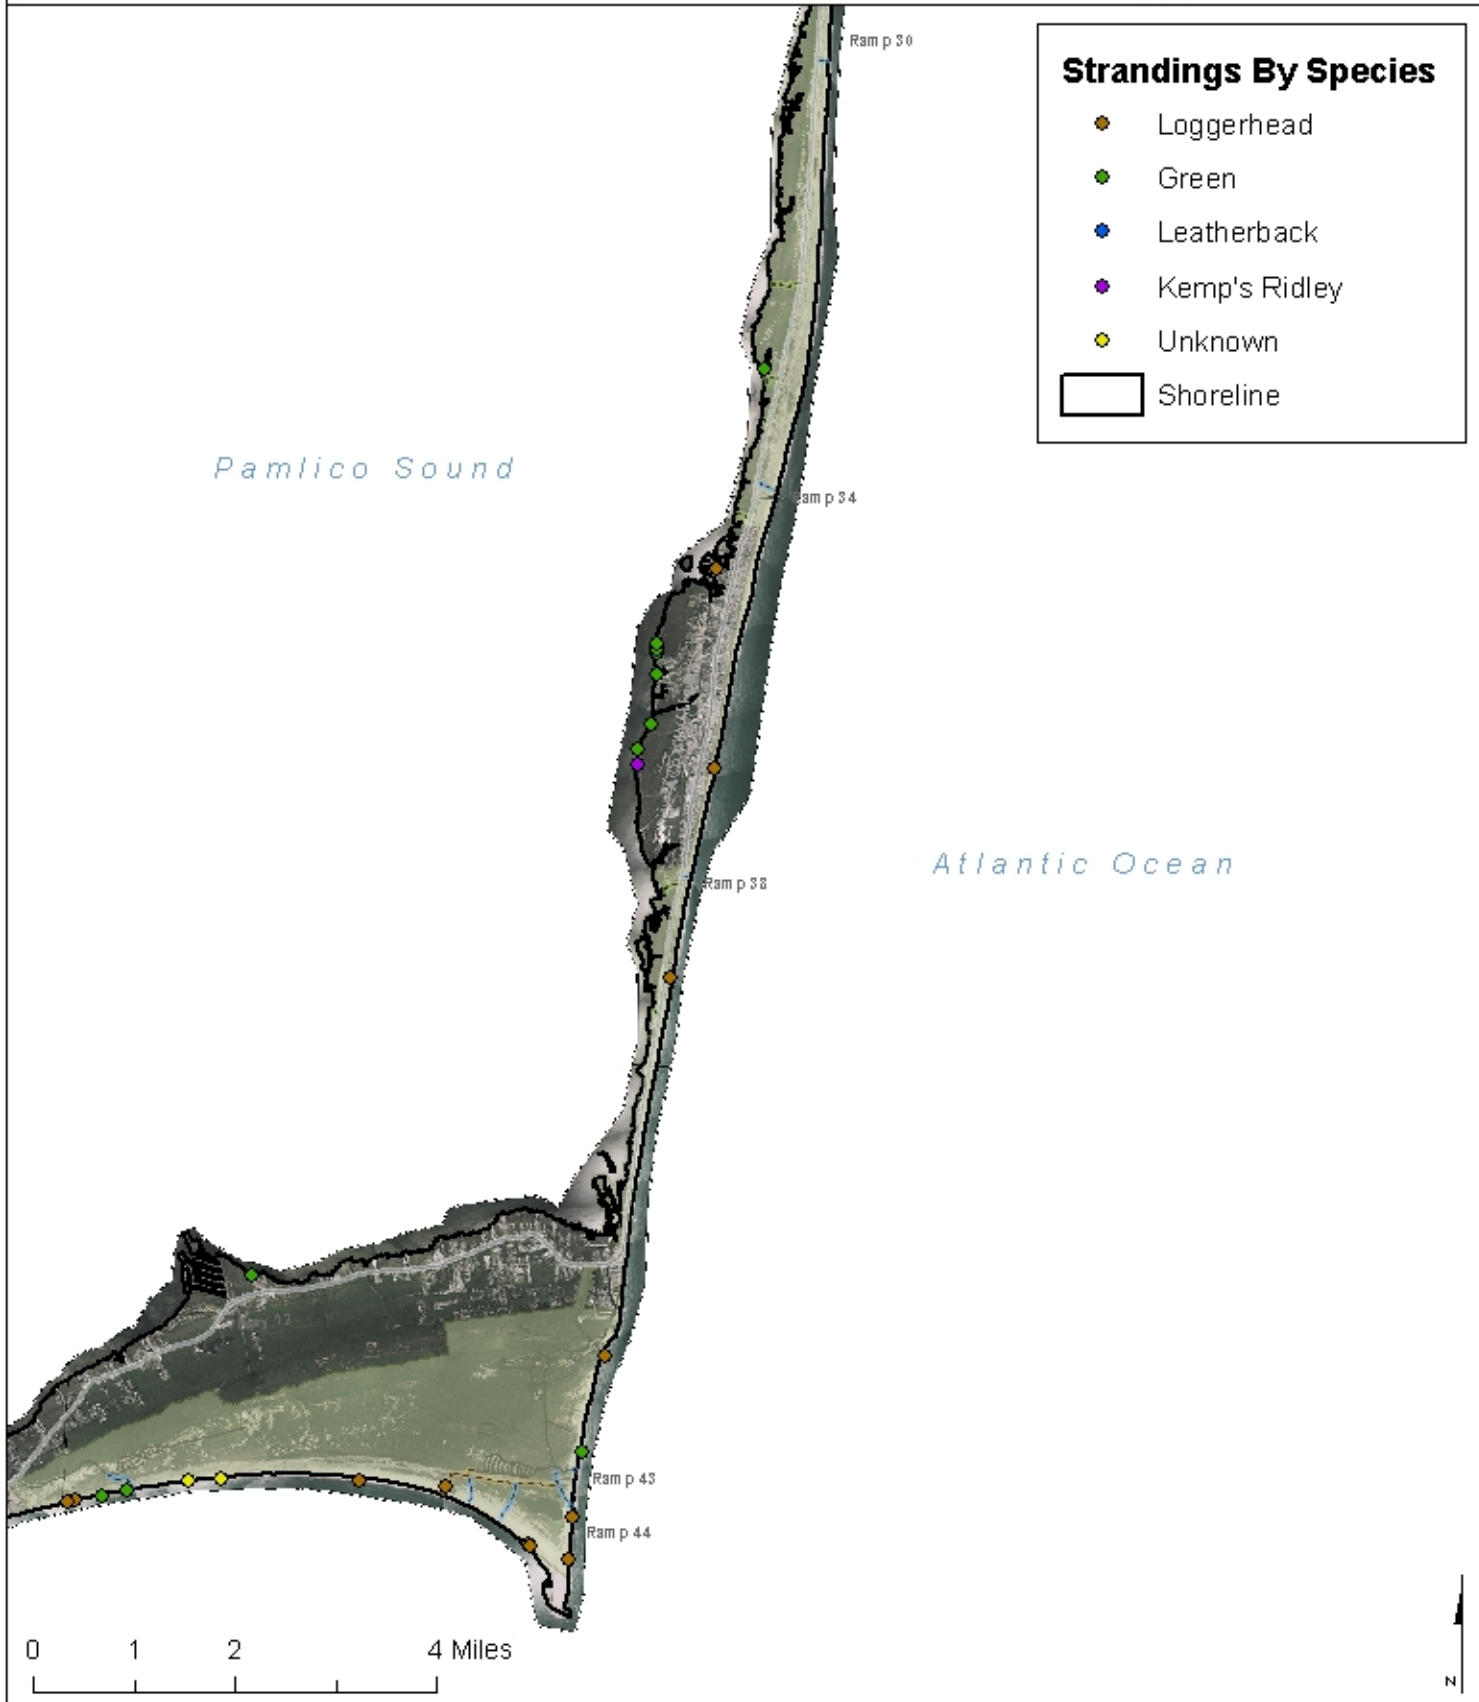 Ramp 30
Strandings By Species
Loggerhead
Green
Leatherback
Kemp's Ridley
Unknown
Shoreline
Pamlico Sound
Ramp 34
Atlantic Ocean
Ramp 38
Ramp 43
Ramp 44
0 1 2 4 Miles
N